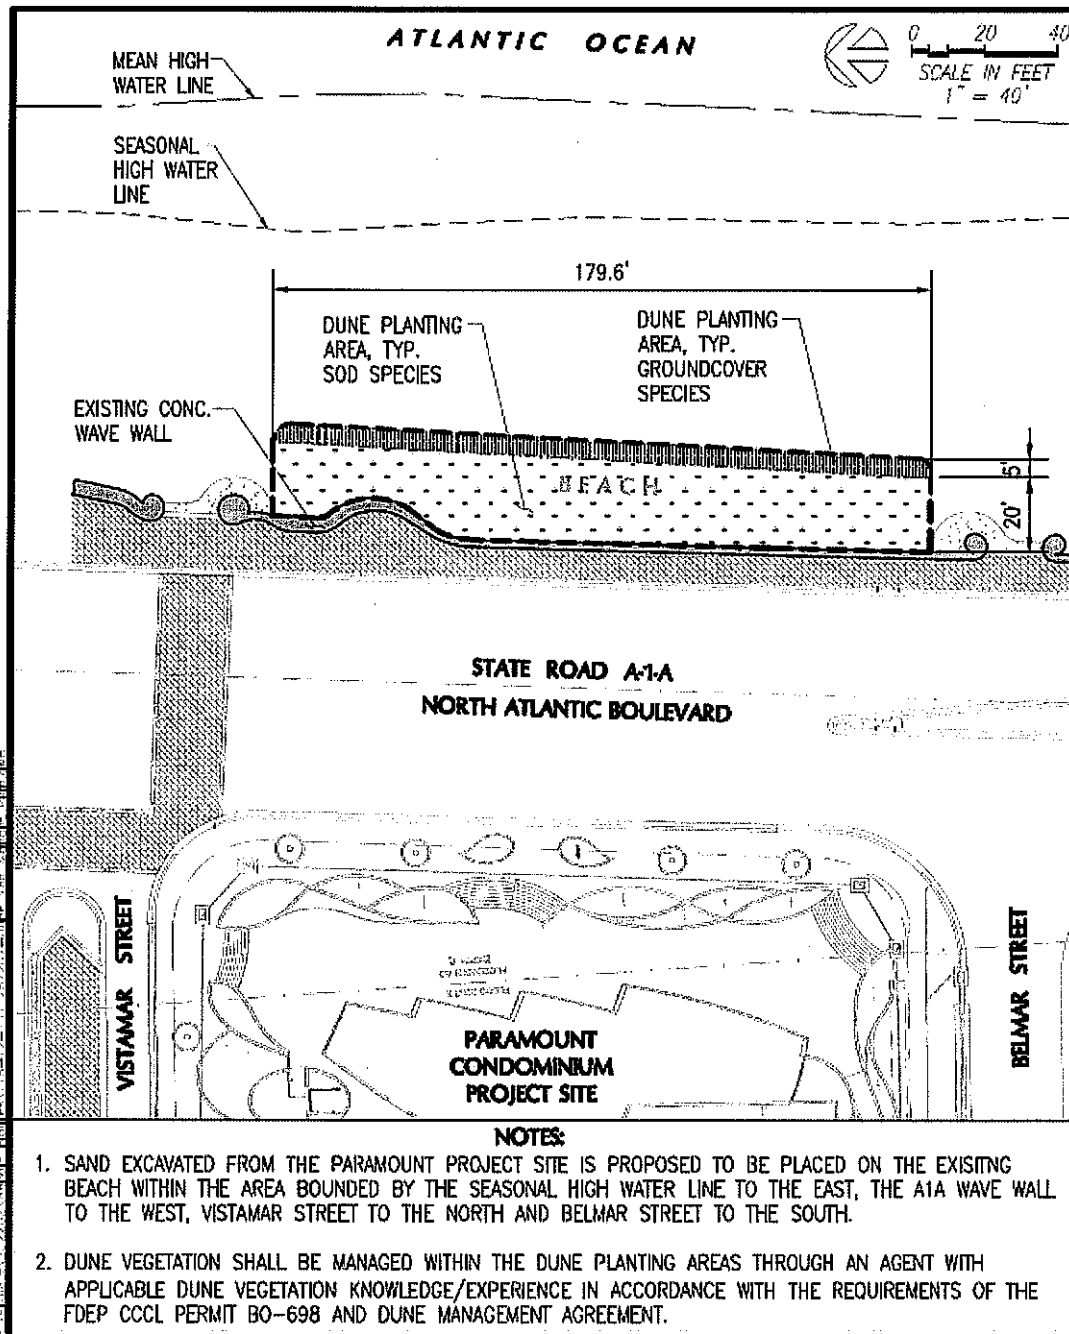 ATLANTIC OCEAN
0 20 40
SCALE IN FEET
1" = 40'
MEAN HIGH
WATER LINE
SEASONAL
HIGH WATER
LINE
179.6'
DUNE PLANTING
AREA, TYP.
SOD SPECIES
DUNE PLANTING
AREA, TYP.
GROUNDCOVER
SPECIES
EXISTING CONC.
WAVE WALL
BEACH
5'
20'
STATE ROAD A-1-A
NORTH ATLANTIC BOULEVARD
VISTAMAR STREET
BELMAR STREET
PARAMOUNT
CONDOMINIUM
PROJECT SITE
NOTES:
1. SAND EXCAVATED FROM THE PARAMOUNT PROJECT SITE IS PROPOSED TO BE PLACED ON THE EXISITNG
BEACH WITHIN THE AREA BOUNDED BY THE SEASONAL HIGH WATER LINE TO THE EAST, THE A1A WAVE WALL
TO THE WEST, VISTAMAR STREET TO THE NORTH AND BELMAR STREET TO THE SOUTH.
2. DUNE VEGETATION SHALL BE MANAGED WITHIN THE DUNE PLANTING AREAS THROUGH AN AGENT WITH
APPLICABLE DUNE VEGETATION KNOWLEDGE/EXPERIENCE IN ACCORDANCE WITH THE REQUIREMENTS OF THE
FDEP CCCL PERMIT BO-698 AND DUNE MANAGEMENT AGREEMENT.